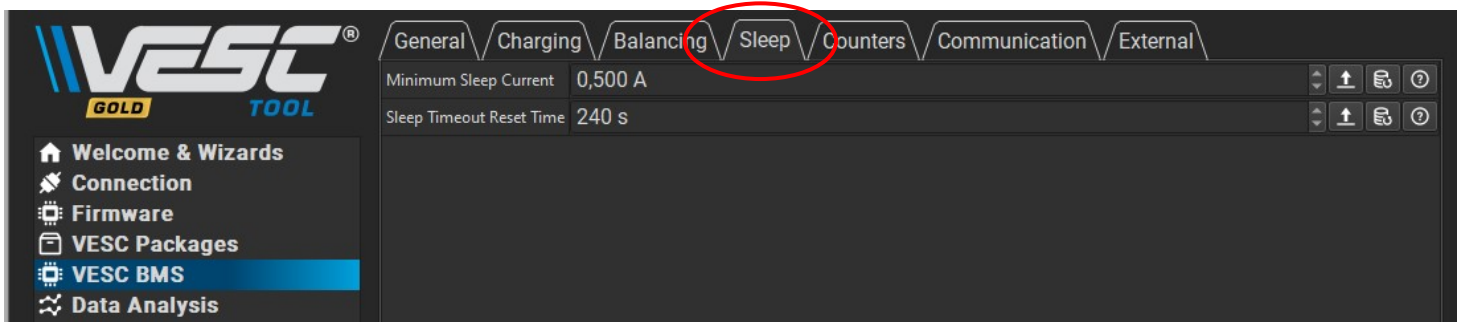 VESC®
GOLD TOOL
General Charging Balancing Sleep Counters Communication External
Minimum Sleep Current 0,500 A
Sleep Timeout Reset Time 240 s
Welcome & Wizards
Connection
Firmware
VESC Packages
VESC BMS
Data Analysis